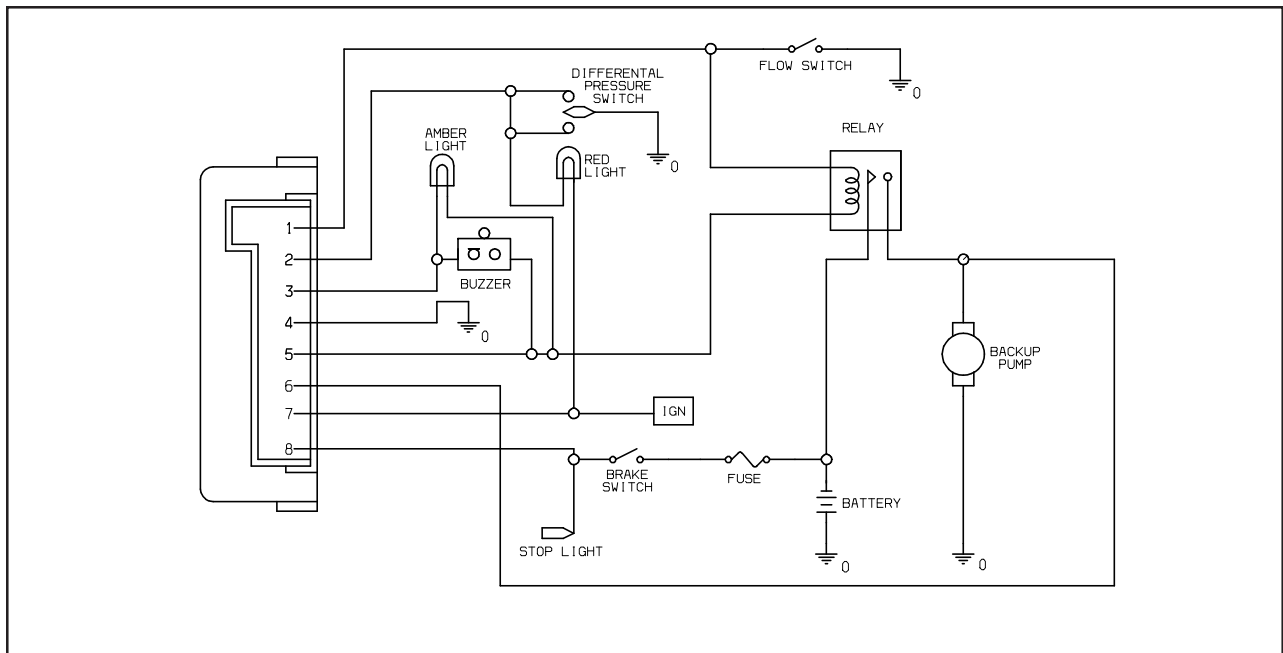 FLOW SWITCH
0
DIFFERENTAL
PRESSURE
SWITCH
0
RELAY
AMBER
LIGHT
RED
LIGHT
1
2
3
4
5
6
7
8
BUZZER
0
IGN
BACKUP
PUMP
BRAKE
SWITCH
FUSE
BATTERY
STOP LIGHT
0
0